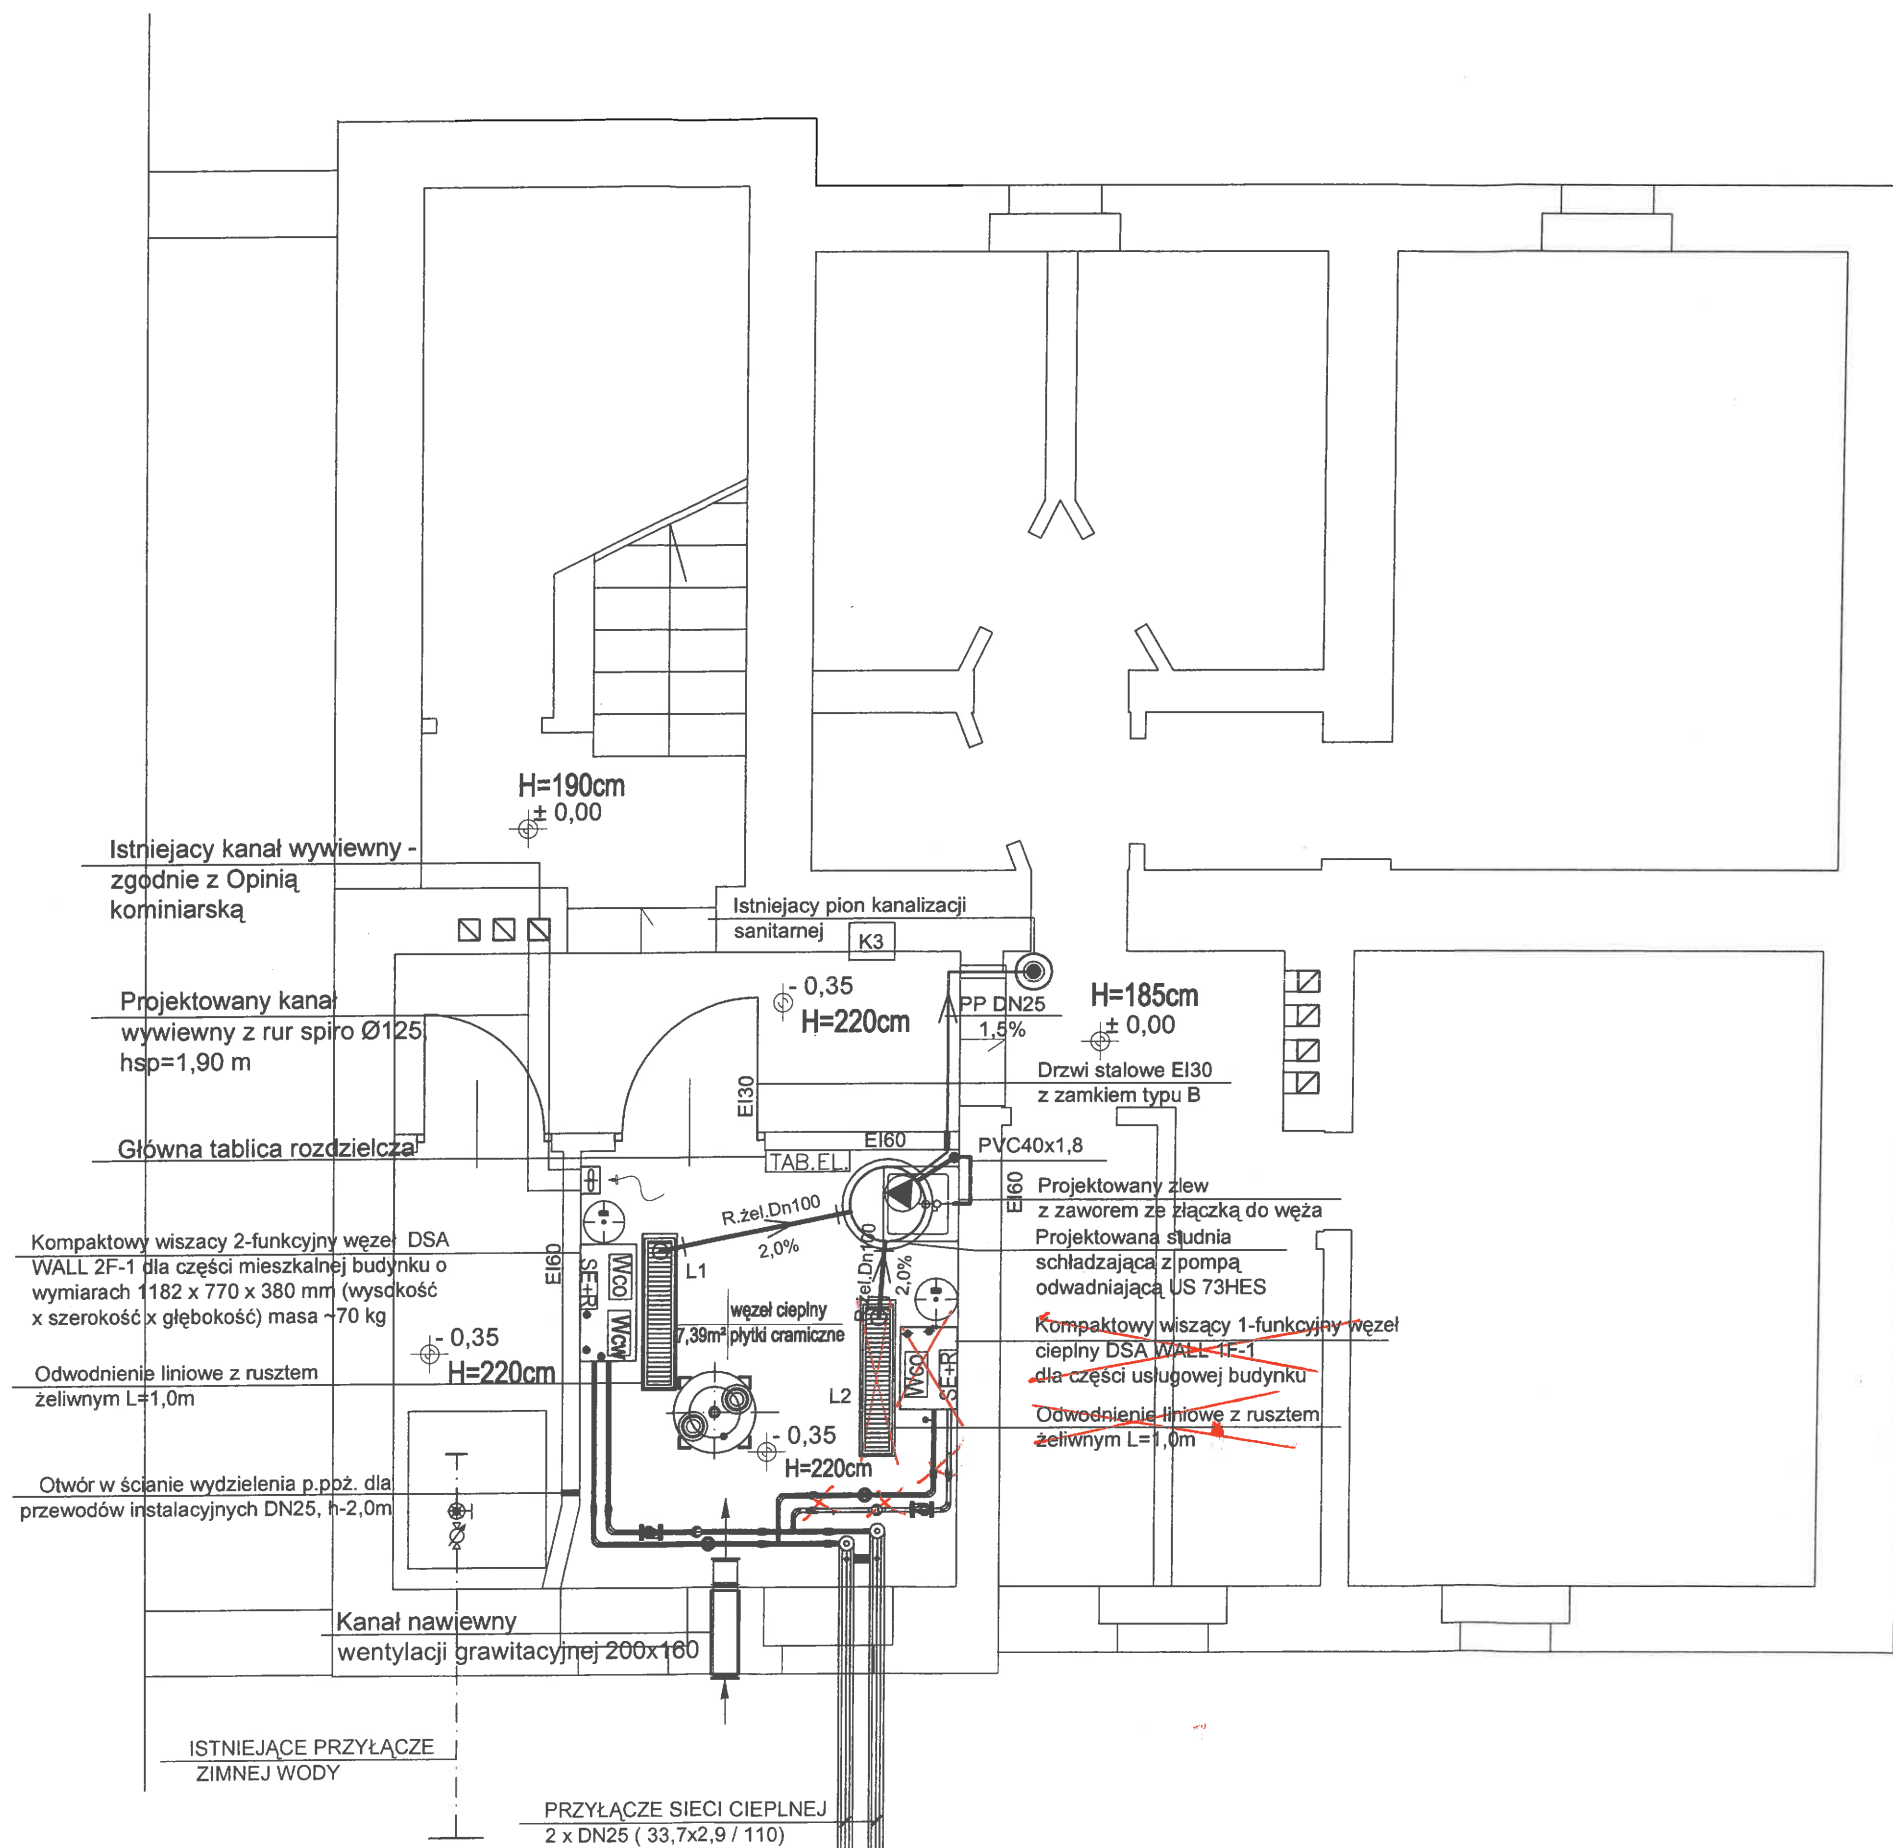 H=190cm
± 0,00
Istniejacy kanał wywiewny -
zgodnie z Opinią
kominiarską
Istniejacy pion kanalizacji
sanitarnej
K3
- 0,35
H=220cm
PP DN25
1,5%
H=185cm
± 0,00
Projektowany kanał
wywiewny z rur spiro Ø125,
hsp=1,90 m
Drzwi stalowe EI30
z zamkiem typu B
EI30
Główna tablica rozdzielcza
EI60
TAB.EL.
PVC40x1,8
EI60
Projektowany zlew
z zaworem ze złączką do węża
R.żel.Dn100
2,0%
Projektowana studnia
schładzająca z pompą
odwadniającą US 73HES
R.żel.Dn100
2,0%
Kompaktowy wiszacy 2-funkcyjny węzeł DSA
WALL 2F-1 dla części mieszkalnej budynku o
wymiarach 1182 x 770 x 380 mm (wysokość
x szerokość x głębokość) masa ~70 kg
EI60
SE+R
Wco
Wcw
L1
węzeł cieplny
7,39m² płytki cramiczne
Kompaktowy wiszący 1-funkcyjny węzeł
cieplny DSA WALL 1F-1
dla części usługowej budynku
- 0,35
H=220cm
Odwodnienie liniowe z rusztem
żeliwnym L=1,0m
L2
Wco
SE+R
Odwodnienie liniowe z rusztem
żeliwnym L=1,0m
- 0,35
H=220cm
Otwór w ścianie wydzielenia p.poż. dla
przewodów instalacyjnych DN25, h-2,0m
Kanał nawiewny
wentylacji grawitacyjnej 200x160
ISTNIEJĄCE PRZYŁĄCZE
ZIMNEJ WODY
PRZYŁĄCZE SIECI CIEPLNEJ
2 x DN25 ( 33,7x2,9 / 110)